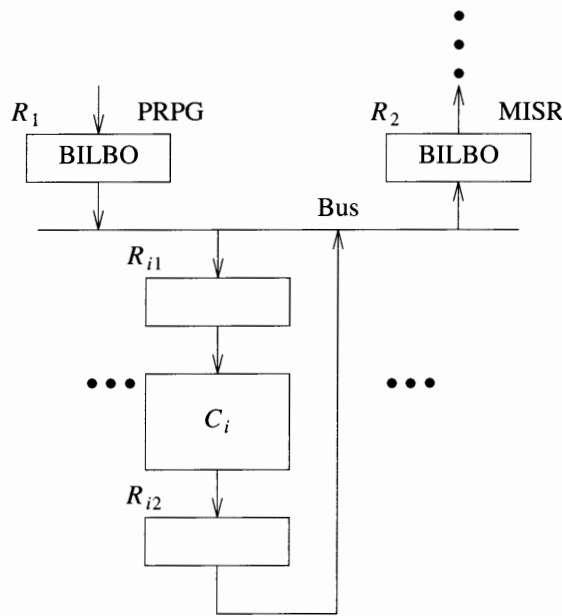 R1 PRPG
BILBO
R2 MISR
BILBO
Bus
Ri1
Ci
Ri2